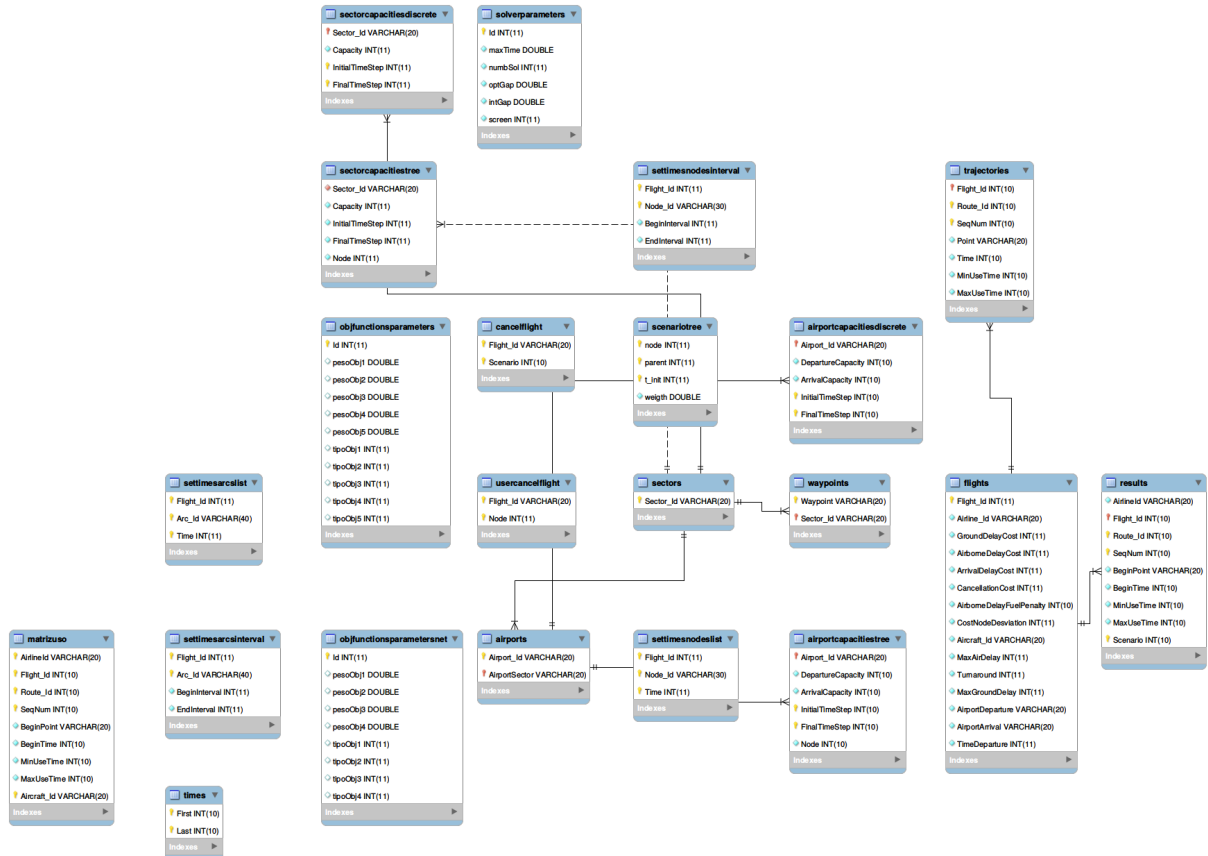 sectorcapacitiesdiscrete
Sector_Id VARCHAR(20)
Capacity INT(11)
InitialTimeStep INT(11)
FinalTimeStep INT(11)
Indexes
solverparameters
Id INT(11)
maxTime DOUBLE
numbSol INT(11)
optGap DOUBLE
intGap DOUBLE
screen INT(11)
Indexes
sectorcapacitiestree
Sector_Id VARCHAR(20)
Capacity INT(11)
InitialTimeStep INT(11)
FinalTimeStep INT(11)
Node INT(11)
Indexes
settimesnodesinterval
Flight_Id INT(11)
Node_Id VARCHAR(30)
BeginInterval INT(11)
EndInterval INT(11)
Indexes
trajectories
Flight_Id INT(10)
Route_Id INT(10)
SeqNum INT(10)
Point VARCHAR(20)
Time INT(10)
MinUseTime INT(10)
MaxUseTime INT(10)
Indexes
objfunctionsparameters
Id INT(11)
pesoObj1 DOUBLE
pesoObj2 DOUBLE
pesoObj3 DOUBLE
pesoObj4 DOUBLE
pesoObj5 DOUBLE
tipoObj1 INT(11)
tipoObj2 INT(11)
tipoObj3 INT(11)
tipoObj4 INT(11)
tipoObj5 INT(11)
Indexes
cancelflight
Flight_Id VARCHAR(20)
Scenario INT(10)
Indexes
scenariotree
node INT(11)
parent INT(11)
t_Init INT(11)
weigth DOUBLE
Indexes
airportcapacitiesdiscrete
Airport_Id VARCHAR(20)
DepartureCapacity INT(10)
ArrivalCapacity INT(10)
InitialTimeStep INT(10)
FinalTimeStep INT(10)
Indexes
settimesarcslist
Flight_Id INT(11)
Arc_Id VARCHAR(40)
Time INT(11)
Indexes
usercancelflight
Flight_Id VARCHAR(20)
Node INT(11)
Indexes
sectors
Sector_Id VARCHAR(20)
Indexes
waypoints
Waypoint VARCHAR(20)
Sector_Id VARCHAR(20)
Indexes
flights
Flight_Id INT(11)
Airline_Id VARCHAR(20)
GroundDelayCost INT(11)
AirborneDelayCost INT(11)
ArrivalDelayCost INT(11)
CancellationCost INT(11)
AirborneDelayFuelPenalty INT(10)
CostNodeDesviation INT(11)
Aircraft_Id VARCHAR(20)
MaxAirDelay INT(11)
Turnaround INT(11)
MaxGroundDelay INT(11)
AirportDeparture VARCHAR(20)
AirportArrival VARCHAR(20)
TimeDeparture INT(11)
Indexes
results
AirlineId VARCHAR(20)
Flight_Id INT(10)
Route_Id INT(10)
SeqNum INT(10)
BeginPoint VARCHAR(20)
BeginTime INT(10)
MinUseTime INT(10)
MaxUseTime INT(10)
Scenario INT(10)
Indexes
matrizuso
AirlineId VARCHAR(20)
Flight_Id INT(10)
Route_Id INT(10)
SeqNum INT(10)
BeginPoint VARCHAR(20)
BeginTime INT(10)
MinUseTime INT(10)
MaxUseTime INT(10)
Aircraft_Id VARCHAR(20)
Indexes
settimesarcsinterval
Flight_Id INT(11)
Arc_Id VARCHAR(40)
BeginInterval INT(11)
EndInterval INT(11)
Indexes
objfunctionsparametersnet
Id INT(11)
pesoObj1 DOUBLE
pesoObj2 DOUBLE
pesoObj3 DOUBLE
pesoObj4 DOUBLE
tipoObj1 INT(11)
tipoObj2 INT(11)
tipoObj3 INT(11)
tipoObj4 INT(11)
Indexes
airports
Airport_Id VARCHAR(20)
AirportSector VARCHAR(20)
Indexes
settimesnodeslist
Flight_Id INT(11)
Node_Id VARCHAR(30)
Time INT(11)
Indexes
airportcapacitiestree
Airport_Id VARCHAR(20)
DepartureCapacity INT(10)
ArrivalCapacity INT(10)
InitialTimeStep INT(10)
FinalTimeStep INT(10)
Node INT(10)
Indexes
times
First INT(10)
Last INT(10)
Indexes